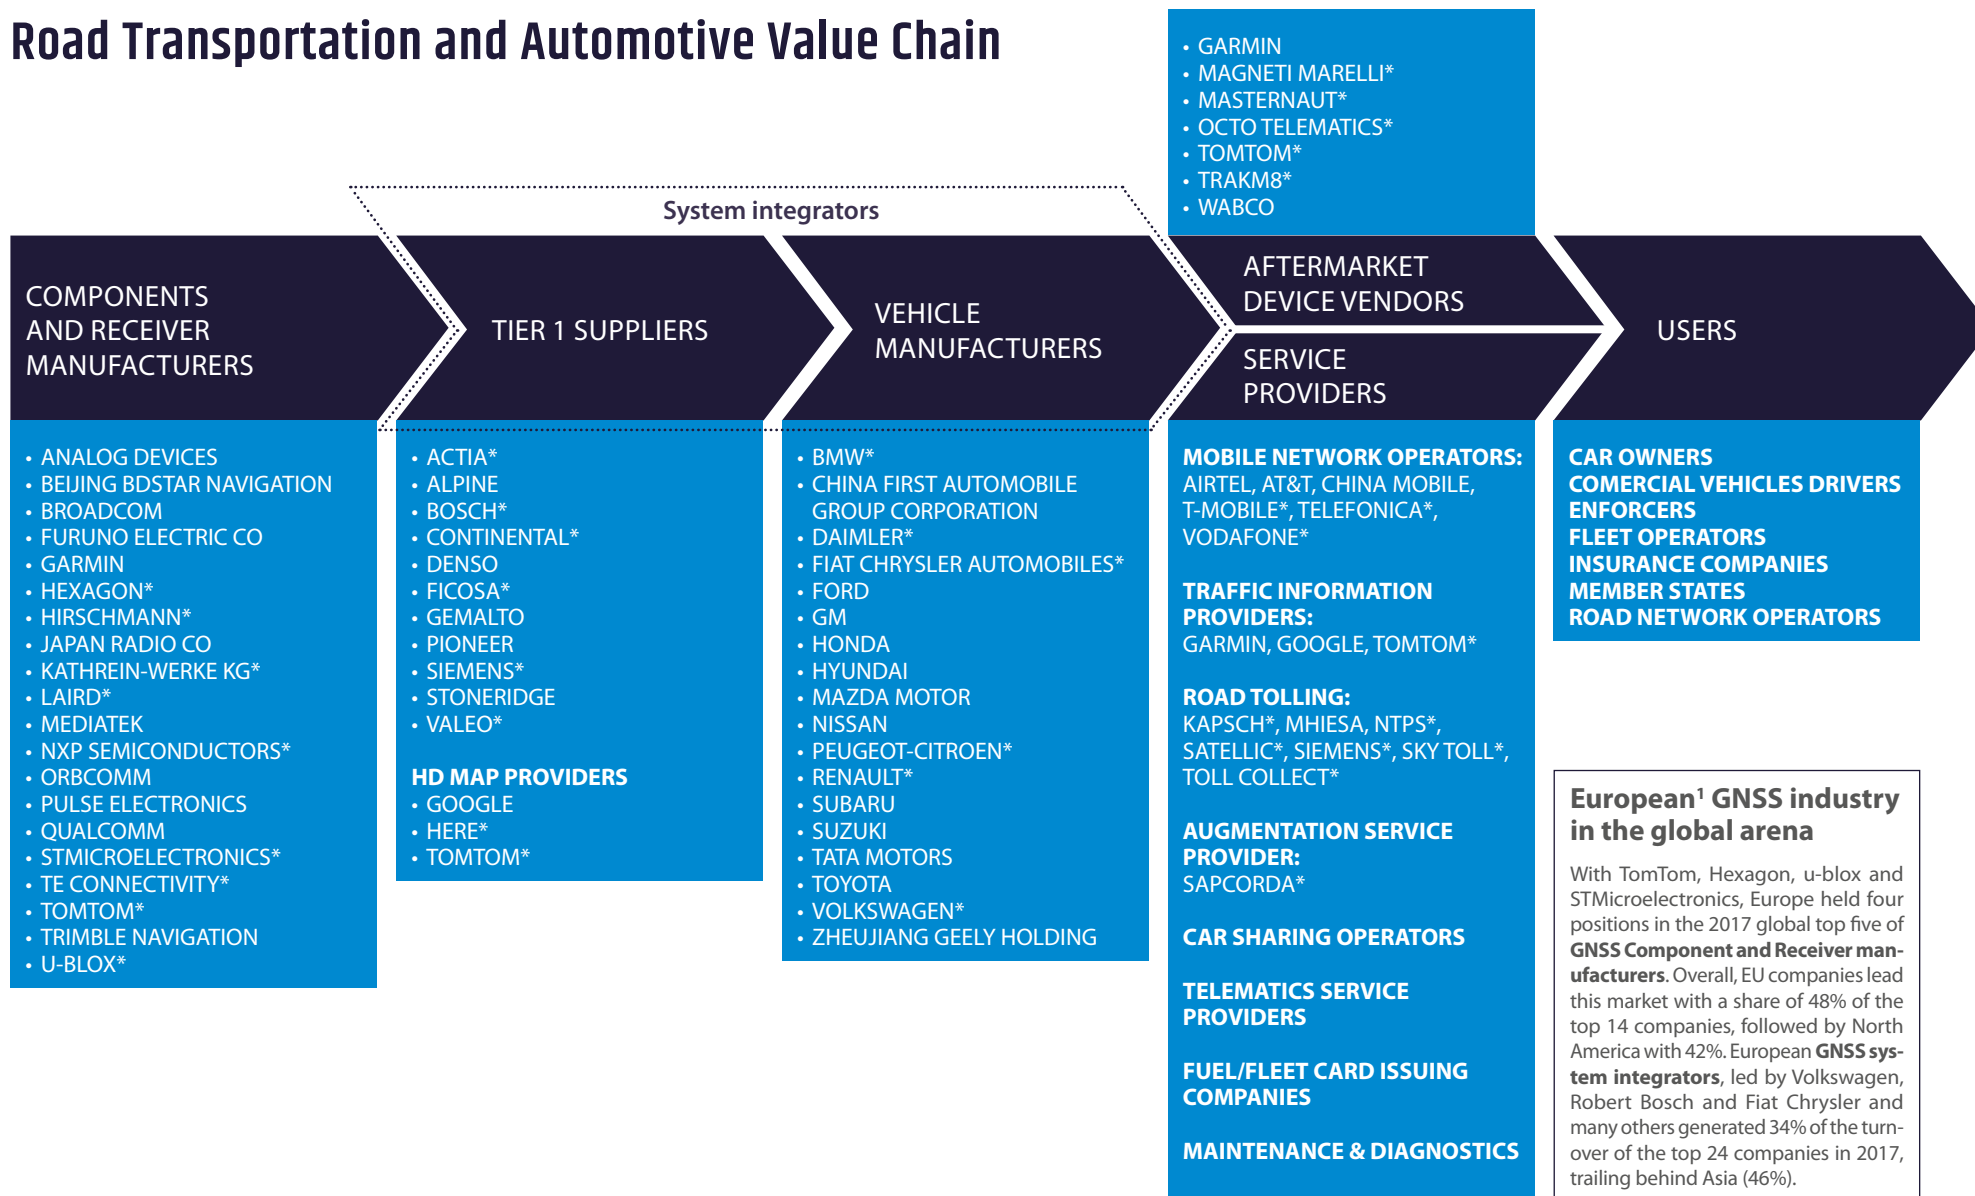 Road Transportation and Automotive Value Chain
• GARMIN
• MAGNETI MARELLI*
• MASTERNAUT*
• OCTO TELEMATICS*
• TOMTOM*
• TRAKM8*
• WABCO
System integrators
COMPONENTS
AND RECEIVER
MANUFACTURERS
TIER 1 SUPPLIERS
VEHICLE
MANUFACTURERS
AFTERMARKET
DEVICE VENDORS
SERVICE
PROVIDERS
USERS
• ANALOG DEVICES
• BEIJING BDSTAR NAVIGATION
• BROADCOM
• FURUNO ELECTRIC CO
• GARMIN
• HEXAGON*
• HIRSCHMANN*
• JAPAN RADIO CO
• KATHREIN-WERKE KG*
• LAIRD*
• MEDIATEK
• NXP SEMICONDUCTORS*
• ORBCOMM
• PULSE ELECTRONICS
• QUALCOMM
• STMICROELECTRONICS*
• TE CONNECTIVITY*
• TOMTOM*
• TRIMBLE NAVIGATION
• U-BLOX*
• ACTIA*
• ALPINE
• BOSCH*
• CONTINENTAL*
• DENSO
• FICOSA*
• GEMALTO
• PIONEER
• SIEMENS*
• STONERIDGE
• VALEO*
HD MAP PROVIDERS
• GOOGLE
• HERE*
• TOMTOM*
• BMW*
• CHINA FIRST AUTOMOBILE
GROUP CORPORATION
• DAIMLER*
• FIAT CHRYSLER AUTOMOBILES*
• FORD
• GM
• HONDA
• HYUNDAI
• MAZDA MOTOR
• NISSAN
• PEUGEOT-CITROEN*
• RENAULT*
• SUBARU
• SUZUKI
• TATA MOTORS
• TOYOTA
• VOLKSWAGEN*
• ZHEUJIANG GEELY HOLDING
MOBILE NETWORK OPERATORS:
AIRTEL, AT&T, CHINA MOBILE,
T-MOBILE*, TELEFONICA*,
VODAFONE*
TRAFFIC INFORMATION
PROVIDERS:
GARMIN, GOOGLE, TOMTOM*
ROAD TOLLING:
KAPSCH*, MHIESA, NTPS*,
SATELLIC*, SIEMENS*, SKY TOLL*,
TOLL COLLECT*
AUGMENTATION SERVICE
PROVIDER:
SAPCORDA*
CAR SHARING OPERATORS
TELEMATICS SERVICE
PROVIDERS
FUEL/FLEET CARD ISSUING
COMPANIES
MAINTENANCE & DIAGNOSTICS
CAR OWNERS
COMERCIAL VEHICLES DRIVERS
ENFORCERS
FLEET OPERATORS
INSURANCE COMPANIES
MEMBER STATES
ROAD NETWORK OPERATORS
European¹ GNSS industry
in the global arena
With TomTom, Hexagon, u-blox and
STMicroelectronics, Europe held four
positions in the 2017 global top five of
GNSS Component and Receiver man-
ufacturers. Overall, EU companies lead
this market with a share of 48% of the
top 14 companies, followed by North
America with 42%. European GNSS sys-
tem integrators, led by Volkswagen,
Robert Bosch and Fiat Chrysler and
many others generated 34% of the turn-
over of the top 24 companies in 2017,
trailing behind Asia (46%).